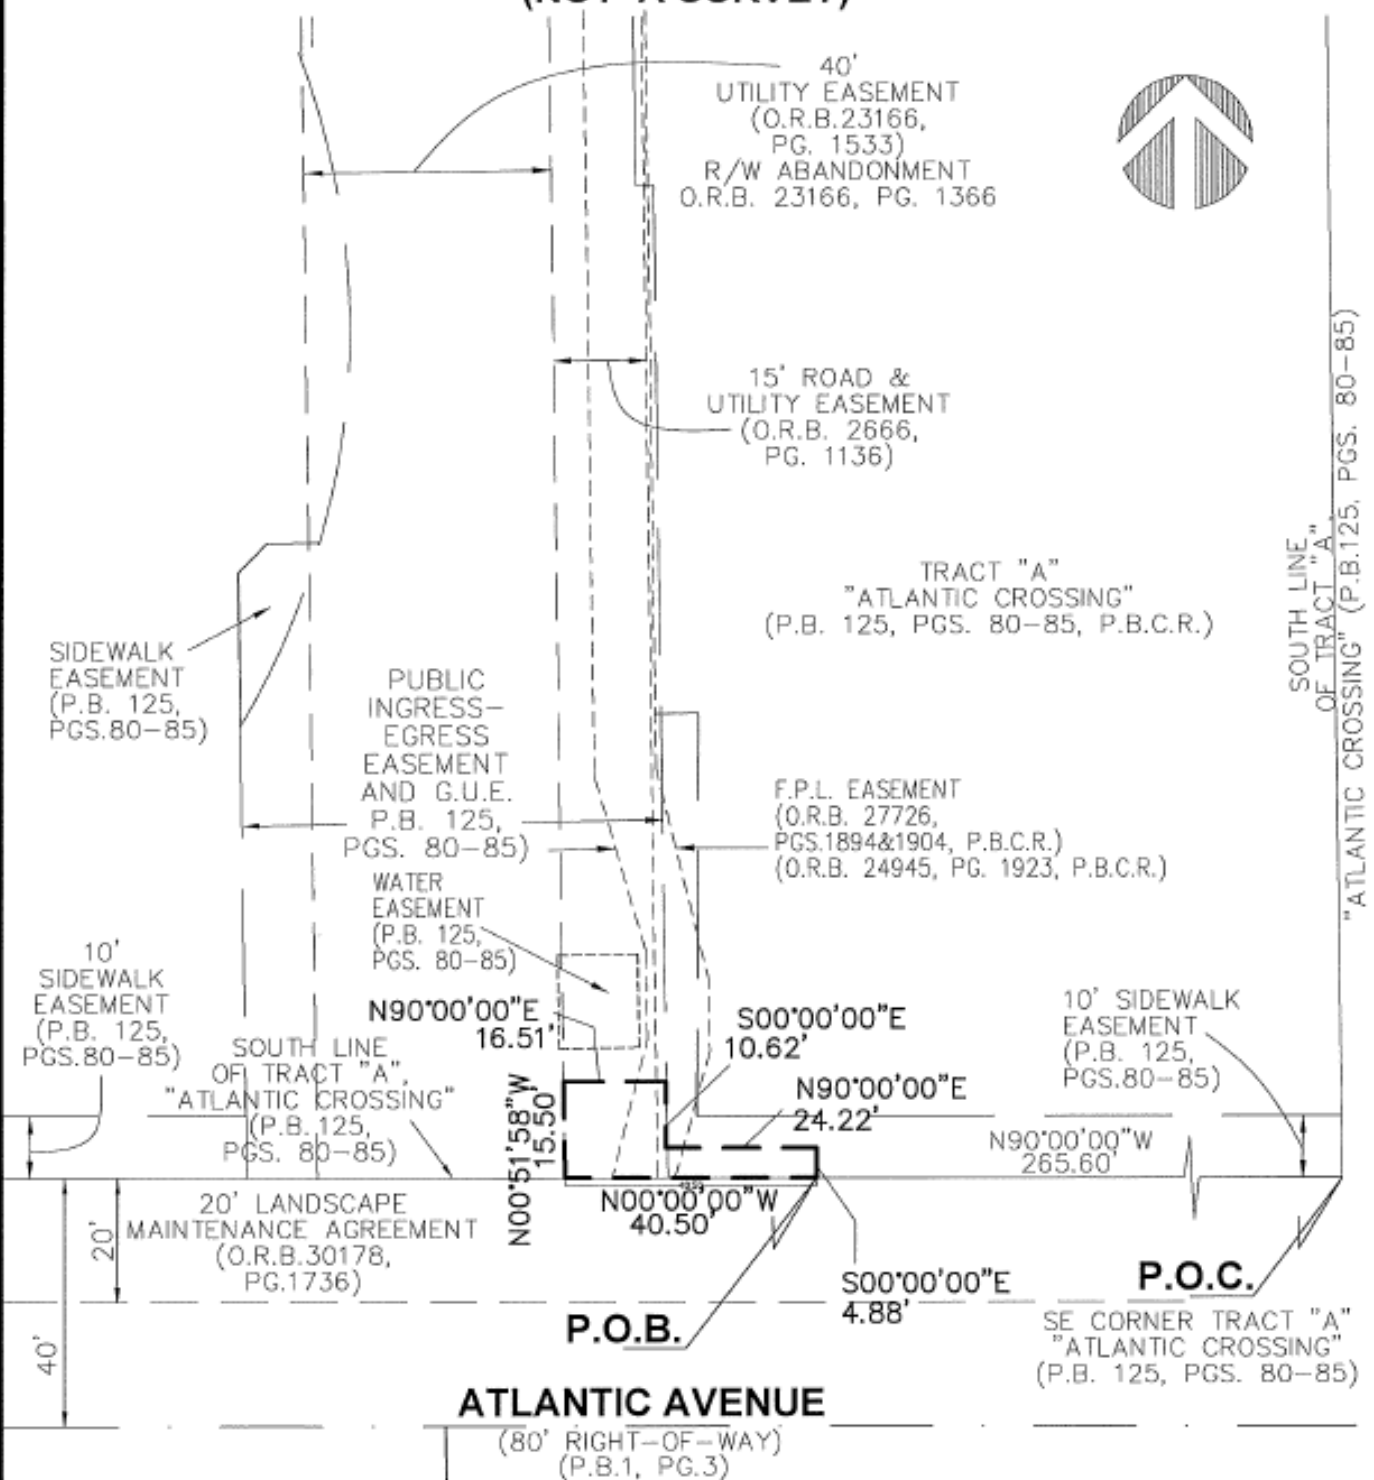 (NOT A SURVEY)
40'
UTILITY EASEMENT
(O.R.B.23166,
PG. 1533)
R/W ABANDONMENT
O.R.B. 23166, PG. 1366
15' ROAD &
UTILITY EASEMENT
(O.R.B. 2666,
PG. 1136)
TRACT "A"
"ATLANTIC CROSSING"
(P.B. 125, PGS. 80-85, P.B.C.R.)
SOUTH LINE
OF TRACT "A,"
"ATLANTIC CROSSING" (P.B.125, PGS. 80-85)
SIDEWALK
EASEMENT
(P.B. 125,
PGS.80-85)
PUBLIC
INGRESS-
EGRESS
EASEMENT
AND G.U.E.
P.B. 125,
PGS. 80-85)
F.P.L. EASEMENT
(O.R.B. 27726,
PGS.1894&1904, P.B.C.R.)
(O.R.B. 24945, PG. 1923, P.B.C.R.)
WATER
EASEMENT
(P.B. 125,
PGS. 80-85)
10'
SIDEWALK
EASEMENT
(P.B. 125,
PGS.80-85)
N90°00'00"E
16.51'
S00°00'00"E
10.62'
10' SIDEWALK
EASEMENT
(P.B. 125,
PGS.80-85)
SOUTH LINE
OF TRACT "A",
"ATLANTIC CROSSING"
(P.B.125,
PGS. 80-85)
N00°51'58"W
15.50'
N90°00'00"E
24.22'
N90°00'00"W
265.60'
N00°00'00"W
40.50'
20' LANDSCAPE
MAINTENANCE AGREEMENT
(O.R.B.30178,
PG.1736)
20'
40'
S00°00'00"E
4.88'
P.O.C.
P.O.B.
SE CORNER TRACT "A"
"ATLANTIC CROSSING"
(P.B. 125, PGS. 80-85)
ATLANTIC AVENUE
(80' RIGHT-OF-WAY)
(P.B.1, PG.3)